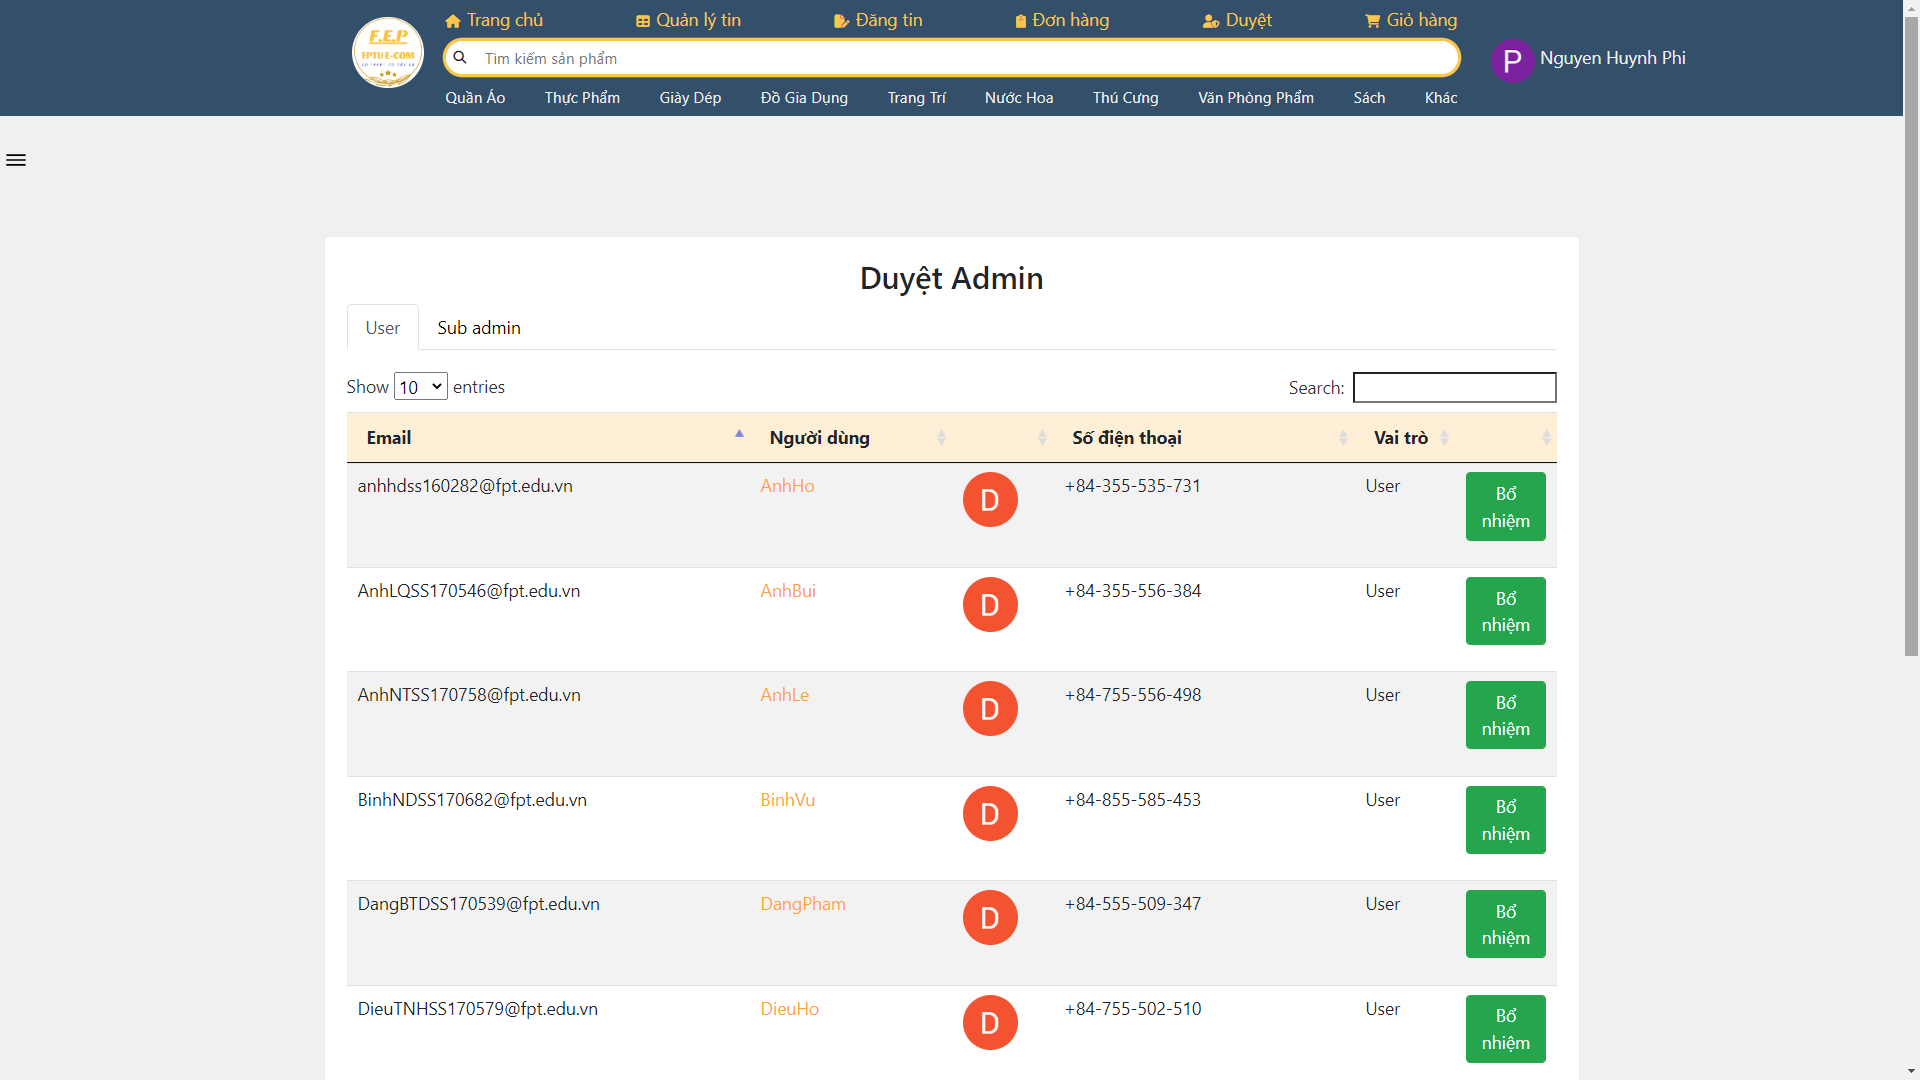 Trang chủ Quản lý tin Đăng tin Đơn hàng Duyệt Giỏ hàng
F.E.P
FPTU E-COM
Tìm kiếm sản phẩm
P Nguyen Huynh Phi
Quần Áo Thực Phẩm Giày Dép Đồ Gia Dụng Trang Trí Nước Hoa Thú Cưng Văn Phòng Phẩm Sách Khác
Duyệt Admin
User Sub admin
Show 10 entries Search:
Email Người dùng Số điện thoại Vai trò
anhhdss160282@fpt.edu.vn AnhHo D +84-355-535-731 User Bổ
nhiệm
AnhLQSS170546@fpt.edu.vn AnhBui D +84-355-556-384 User Bổ
nhiệm
AnhNTSS170758@fpt.edu.vn AnhLe D +84-755-556-498 User Bổ
nhiệm
BinhNDSS170682@fpt.edu.vn BinhVu D +84-855-585-453 User Bổ
nhiệm
DangBTDSS170539@fpt.edu.vn DangPham D +84-555-509-347 User Bổ
nhiệm
DieuTNHSS170579@fpt.edu.vn DieuHo D +84-755-502-510 User Bổ
nhiệm